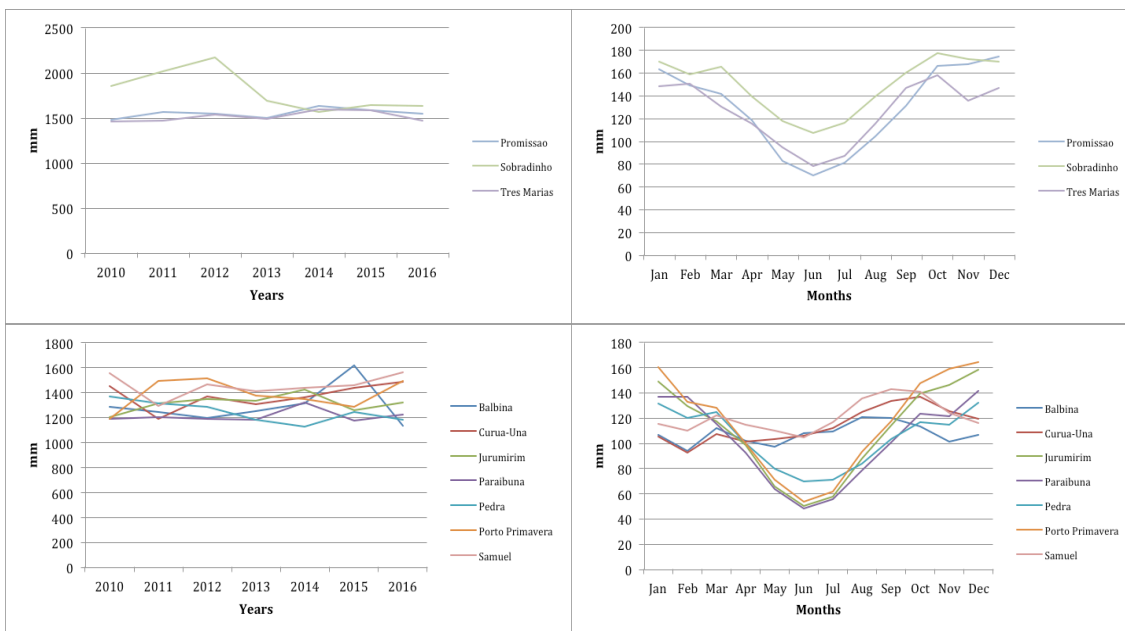 2500
2000
1500
1000
500
0
mm
2010 2011 2012 2013 2014 2015 2016
Years
Promissao
Sobradinho
Tres Marias
200
180
160
140
120
100
80
60
40
20
0
mm
Jan Feb Mar Apr May Jun Jul Aug Sep Oct Nov Dec
Months
Promissao
Sobradinho
Tres Marias
1800
1600
1400
1200
1000
800
600
400
200
0
mm
2010 2011 2012 2013 2014 2015 2016
Years
Balbina
Curua-Una
Jurumirim
Paraibuna
Pedra
Porto Primavera
Samuel
180
160
140
120
100
80
60
40
20
0
mm
Jan Feb Mar Apr May Jun Jul Aug Sep Oct Nov Dec
Months
Balbina
Curua-Una
Jurumirim
Paraibuna
Pedra
Porto Primavera
Samuel